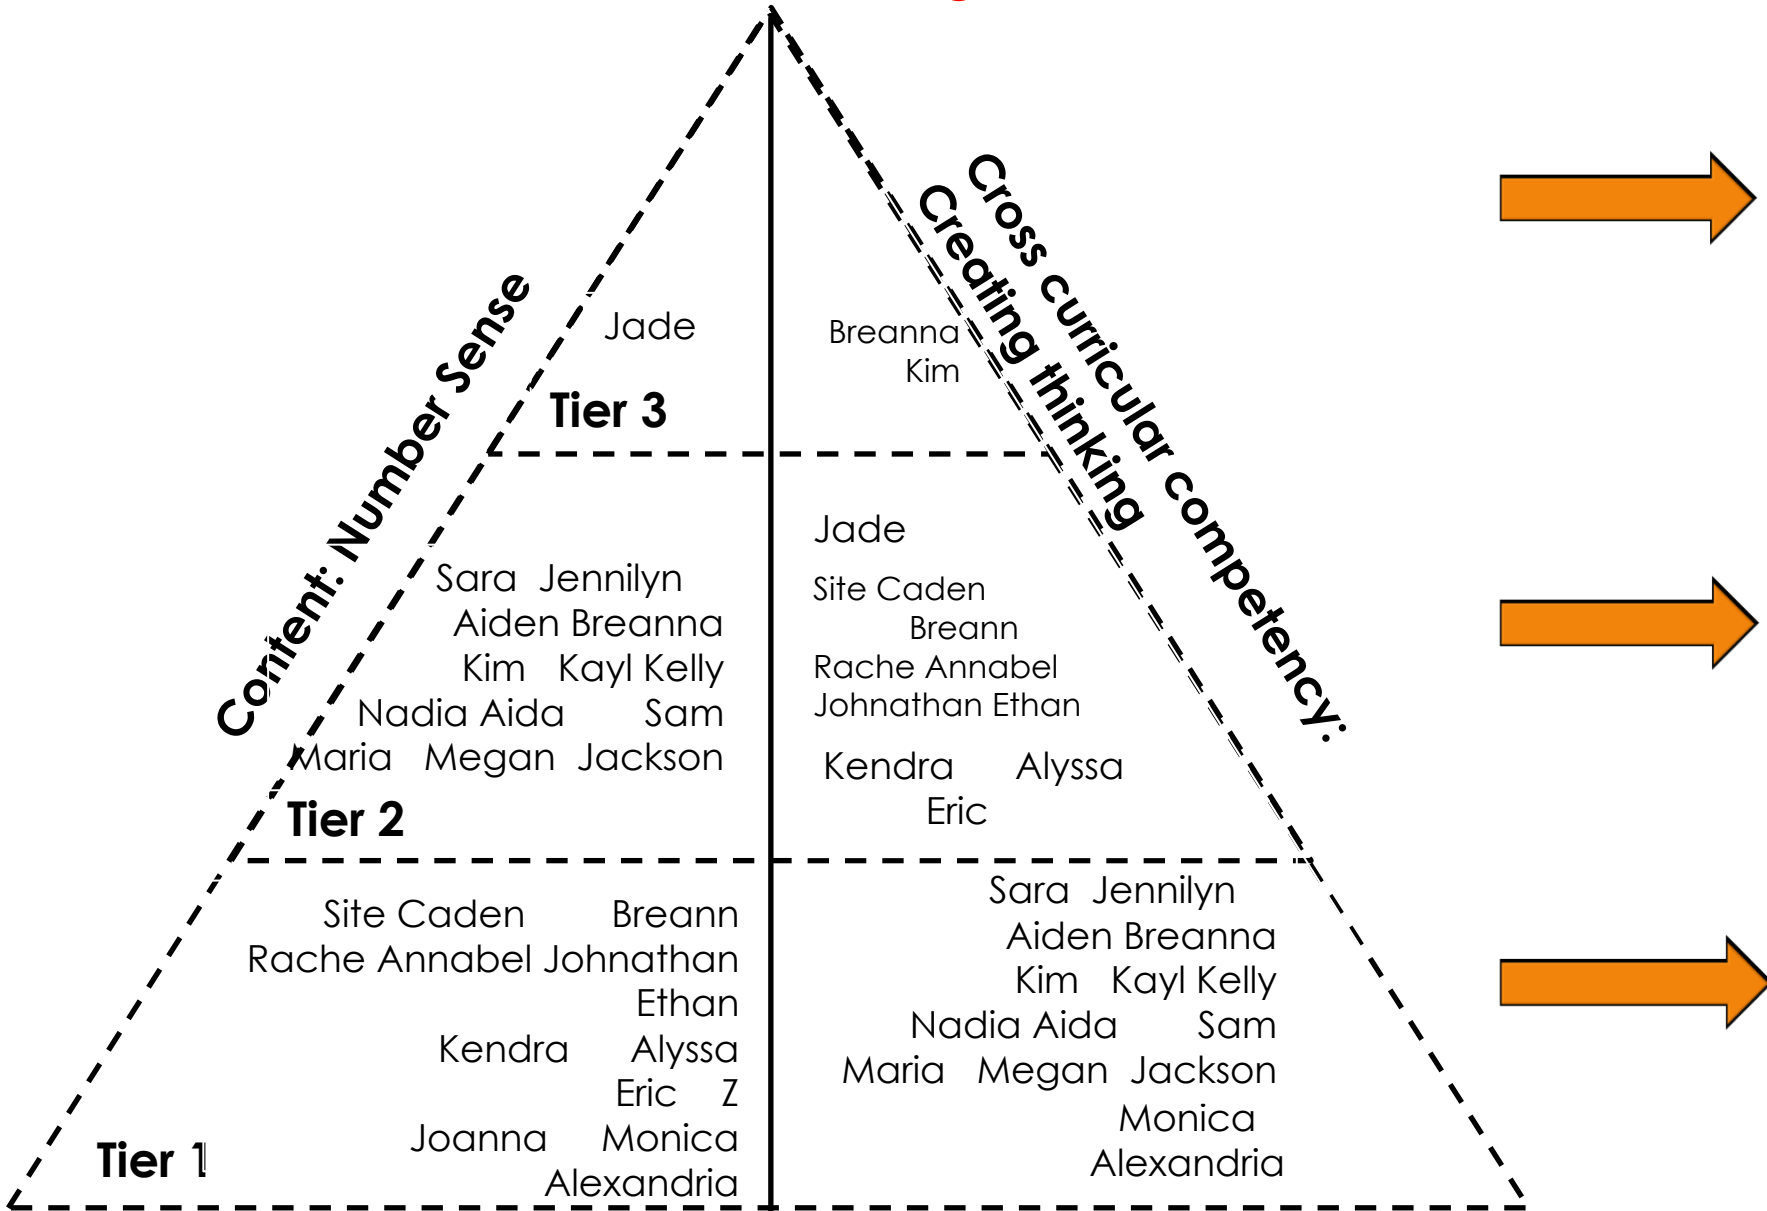 Content: Number Sense
Cross curricular competency:
Creating thinking
Jade
Tier 3
Breanna
Kim
Sara Jennilyn
Aiden Breanna
Kim Kayl Kelly
Nadia Aida Sam
Maria Megan Jackson
Tier 2
Jade
Site Caden
Breann
Rache Annabel
Johnathan Ethan
Kendra Alyssa
Eric
Site Caden Breann
Rache Annabel Johnathan
Ethan
Kendra Alyssa
Eric Z
Joanna Monica
Alexandria
Tier 1
Sara Jennilyn
Aiden Breanna
Kim Kayl Kelly
Nadia Aida Sam
Maria Megan Jackson
Monica
Alexandria